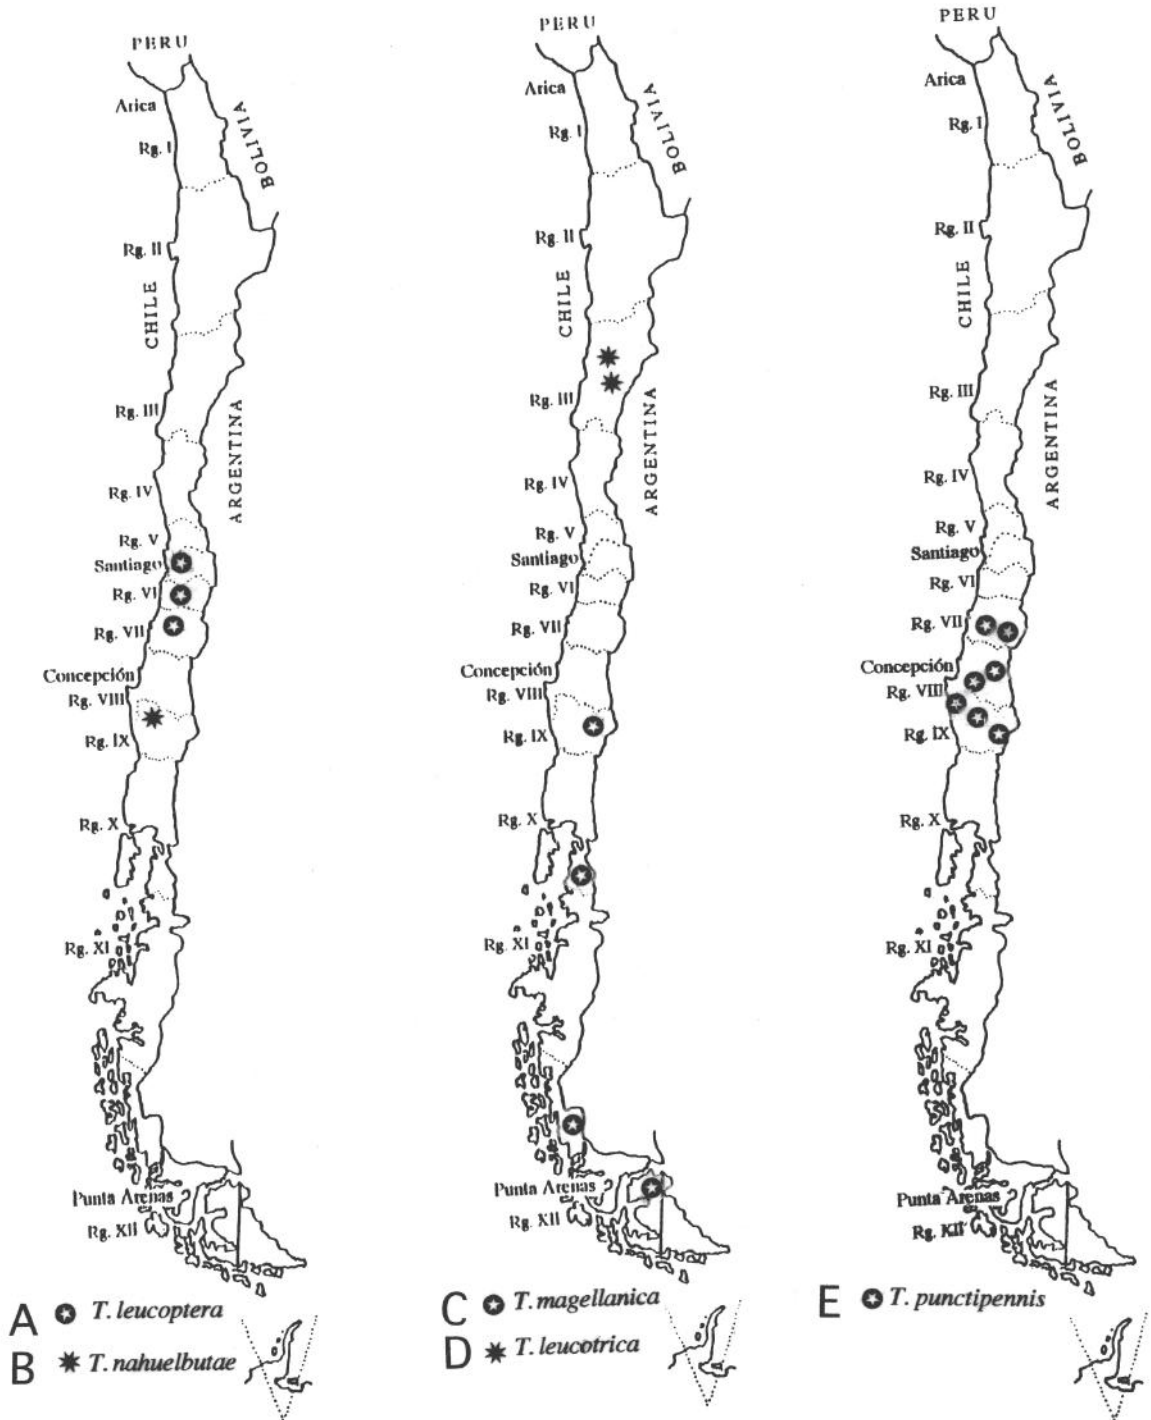 PERU
Arica
BOLIVIA
Rg. I
Rg. II
CHILE
Rg. III
ARGENTINA
Rg. IV
Rg. V
Santiago
Rg. VI
Rg. VII
Concepción
Rg. VIII
Rg. IX
Rg. X
Rg. XI
Punta Arenas
Rg. XII
A T. leucoptera
B T. nahuelbutae
PERU
Arica
BOLIVIA
Rg. I
Rg. II
CHILE
Rg. III
ARGENTINA
Rg. IV
Rg. V
Santiago
Rg. VI
Rg. VII
Concepción
Rg. VIII
Rg. IX
Rg. X
Rg. XI
Punta Arenas
Rg. XII
C T. magellanica
D T. leucotrica
PERU
Arica
BOLIVIA
Rg. I
Rg. II
CHILE
Rg. III
ARGENTINA
Rg. IV
Rg. V
Santiago
Rg. VI
Rg. VII
Concepción
Rg. VIII
Rg. IX
Rg. X
Rg. XI
Punta Arenas
Rg. XII
E T. punctipennis